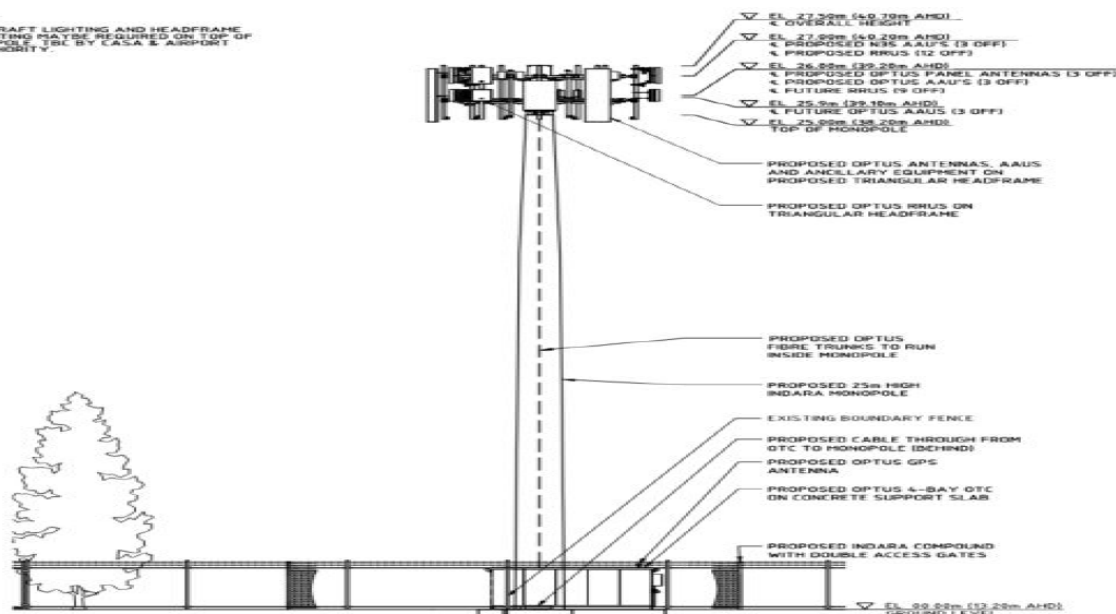 RAFT LIGHTING AND HEADFRAME
TING MAYBE REQUIRED ON TOP OF
POLE. TBC BY CASA & AIRPORT
HORITY.
EL 27.50m (40.70m AHD)
℄ OVERALL HEIGHT
EL 27.00m (40.20m AHD)
℄ PROPOSED N35 AAU'S (3 OFF)
℄ PROPOSED RRUS (12 OFF)
EL 26.00m (39.20m AHD)
℄ PROPOSED OPTUS PANEL ANTENNAS (3 OFF)
℄ PROPOSED OPTUS AAU'S (3 OFF)
℄ FUTURE RRUS (9 OFF)
EL 25.9m (39.10m AHD)
℄ FUTURE OPTUS AAUS (3 OFF)
EL 25.00m (38.20m AHD)
TOP OF MONOPOLE
PROPOSED OPTUS ANTENNAS, AAUS
AND ANCILLARY EQUIPMENT ON
PROPOSED TRIANGULAR HEADFRAME
PROPOSED OPTUS RRUS ON
TRIANGULAR HEADFRAME
PROPOSED OPTUS
FIBRE TRUNKS TO RUN
INSIDE MONOPOLE
PROPOSED 25m HIGH
INDARA MONOPOLE
EXISTING BOUNDARY FENCE
PROPOSED CABLE THROUGH FROM
OTC TO MONOPOLE (BEHIND)
PROPOSED OPTUS GPS
ANTENNA
PROPOSED OPTUS 4-BAY OTC
ON CONCRETE SUPPORT SLAB
PROPOSED INDARA COMPOUND
WITH DOUBLE ACCESS GATES
EL 00.00m (13.20m AHD)
GROUND LEVEL